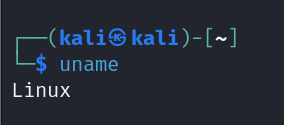 ┌──(kali㉿kali)-[~]
└─$ uname
Linux